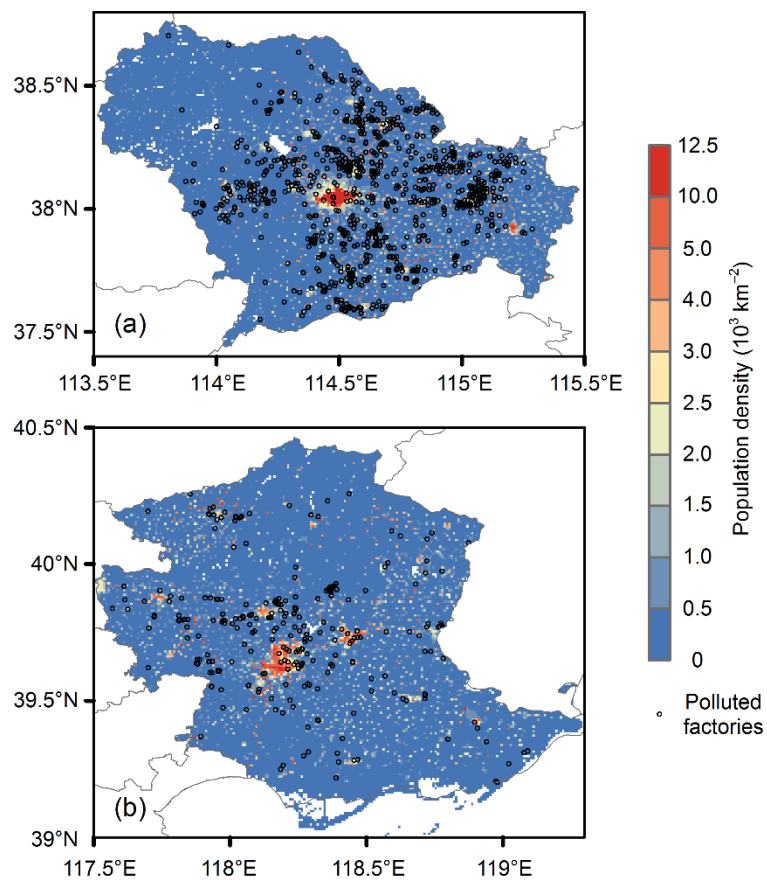 38.5°N
38°N
37.5°N
(a)
113.5°E 114°E 114.5°E 115°E 115.5°E
40.5°N
40°N
39.5°N
39°N
(b)
117.5°E 118°E 118.5°E 119°E
12.5
10.0
5.0
4.0
3.0
2.5
2.0
1.5
1.0
0.5
0
Population density (10³ km⁻²)
Polluted
factories